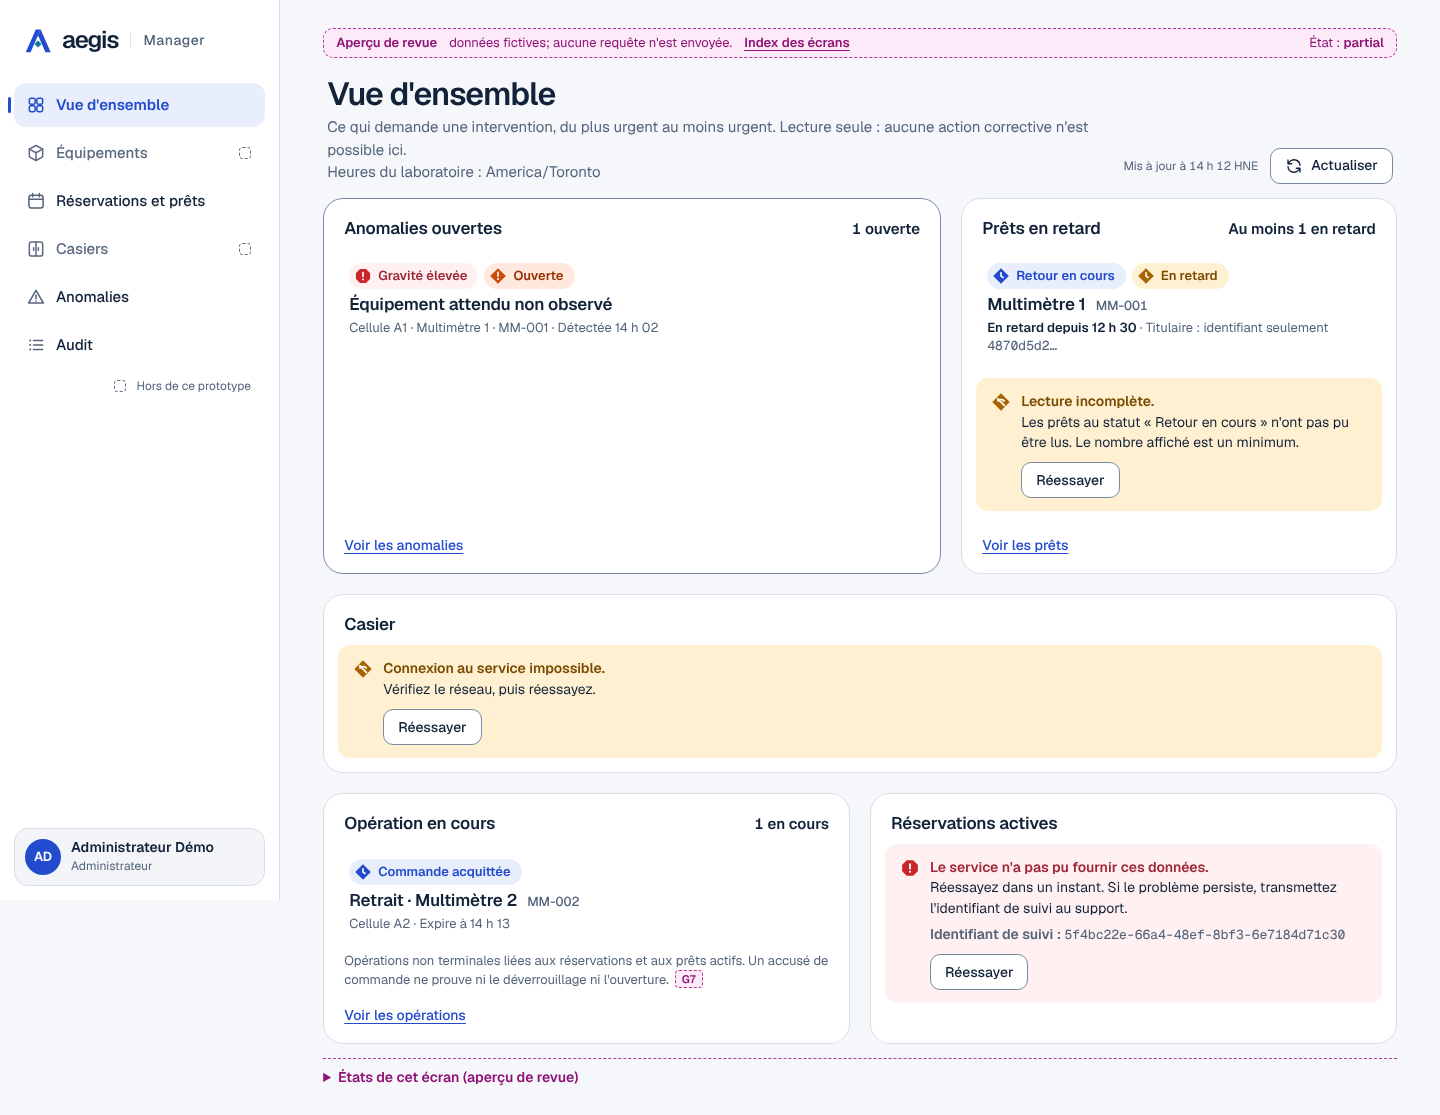 aegis
Manager
Vue d'ensemble
Équipements
Réservations et prêts
Casiers
Anomalies
Audit
Hors de ce prototype
AD
Administrateur Démo
Administrateur
Aperçu de revue données fictives; aucune requête n'est envoyée. Index des écrans
État : partial
Vue d'ensemble
Ce qui demande une intervention, du plus urgent au moins urgent. Lecture seule : aucune action corrective n'est
possible ici.
Heures du laboratoire : America/Toronto
Mis à jour à 14 h 12 HNE
Actualiser
Anomalies ouvertes
1 ouverte
Gravité élevée
Ouverte
Équipement attendu non observé
Cellule A1 · Multimètre 1 · MM-001 · Détectée 14 h 02
Voir les anomalies
Prêts en retard
Au moins 1 en retard
Retour en cours
En retard
Multimètre 1 MM-001
En retard depuis 12 h 30 · Titulaire : identifiant seulement
4870d5d2…
Lecture incomplète.
Les prêts au statut « Retour en cours » n'ont pas pu
être lus. Le nombre affiché est un minimum.
Réessayer
Voir les prêts
Casier
Connexion au service impossible.
Vérifiez le réseau, puis réessayez.
Réessayer
Opération en cours
1 en cours
Commande acquittée
Retrait · Multimètre 2 MM-002
Cellule A2 · Expire à 14 h 13
Opérations non terminales liées aux réservations et aux prêts actifs. Un accusé de
commande ne prouve ni le déverrouillage ni l'ouverture. G7
Voir les opérations
Réservations actives
Le service n'a pas pu fournir ces données.
Réessayez dans un instant. Si le problème persiste, transmettez
l'identifiant de suivi au support.
Identifiant de suivi : 5f4bc22e-66a4-48ef-8bf3-6e7184d71c30
Réessayer
États de cet écran (aperçu de revue)